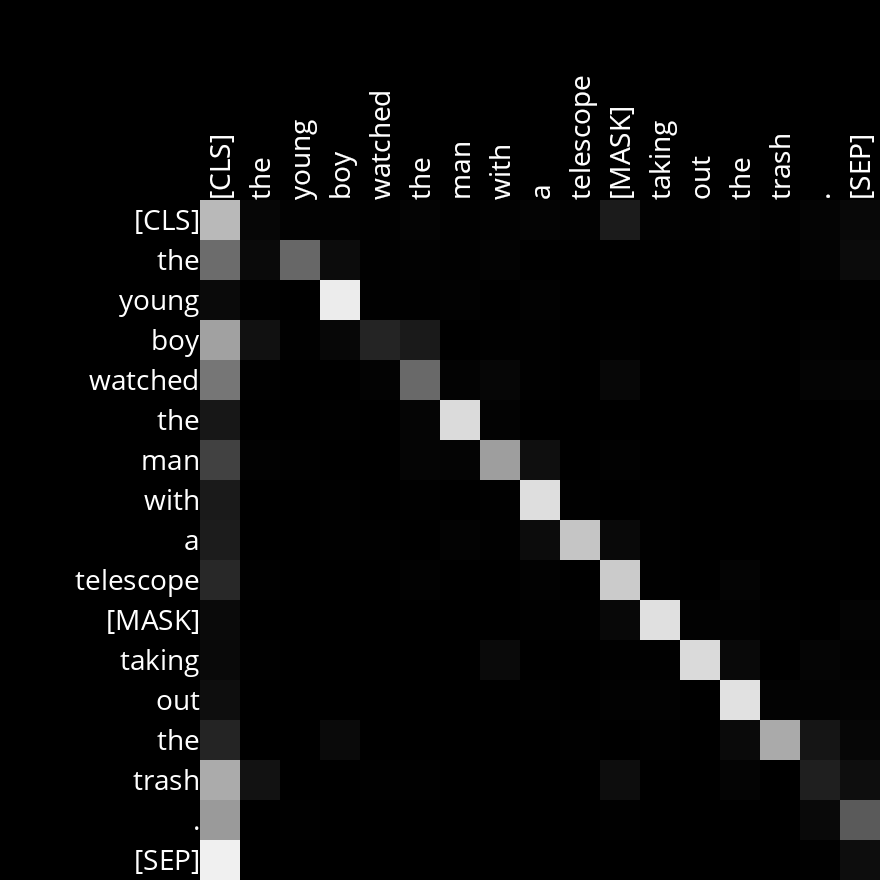 [CLS] the young boy watched the man with a telescope [MASK] taking out the trash . [SEP]
[CLS]
the
young
boy
watched
the
man
with
a
telescope
[MASK]
taking
out
the
trash
.
[SEP]